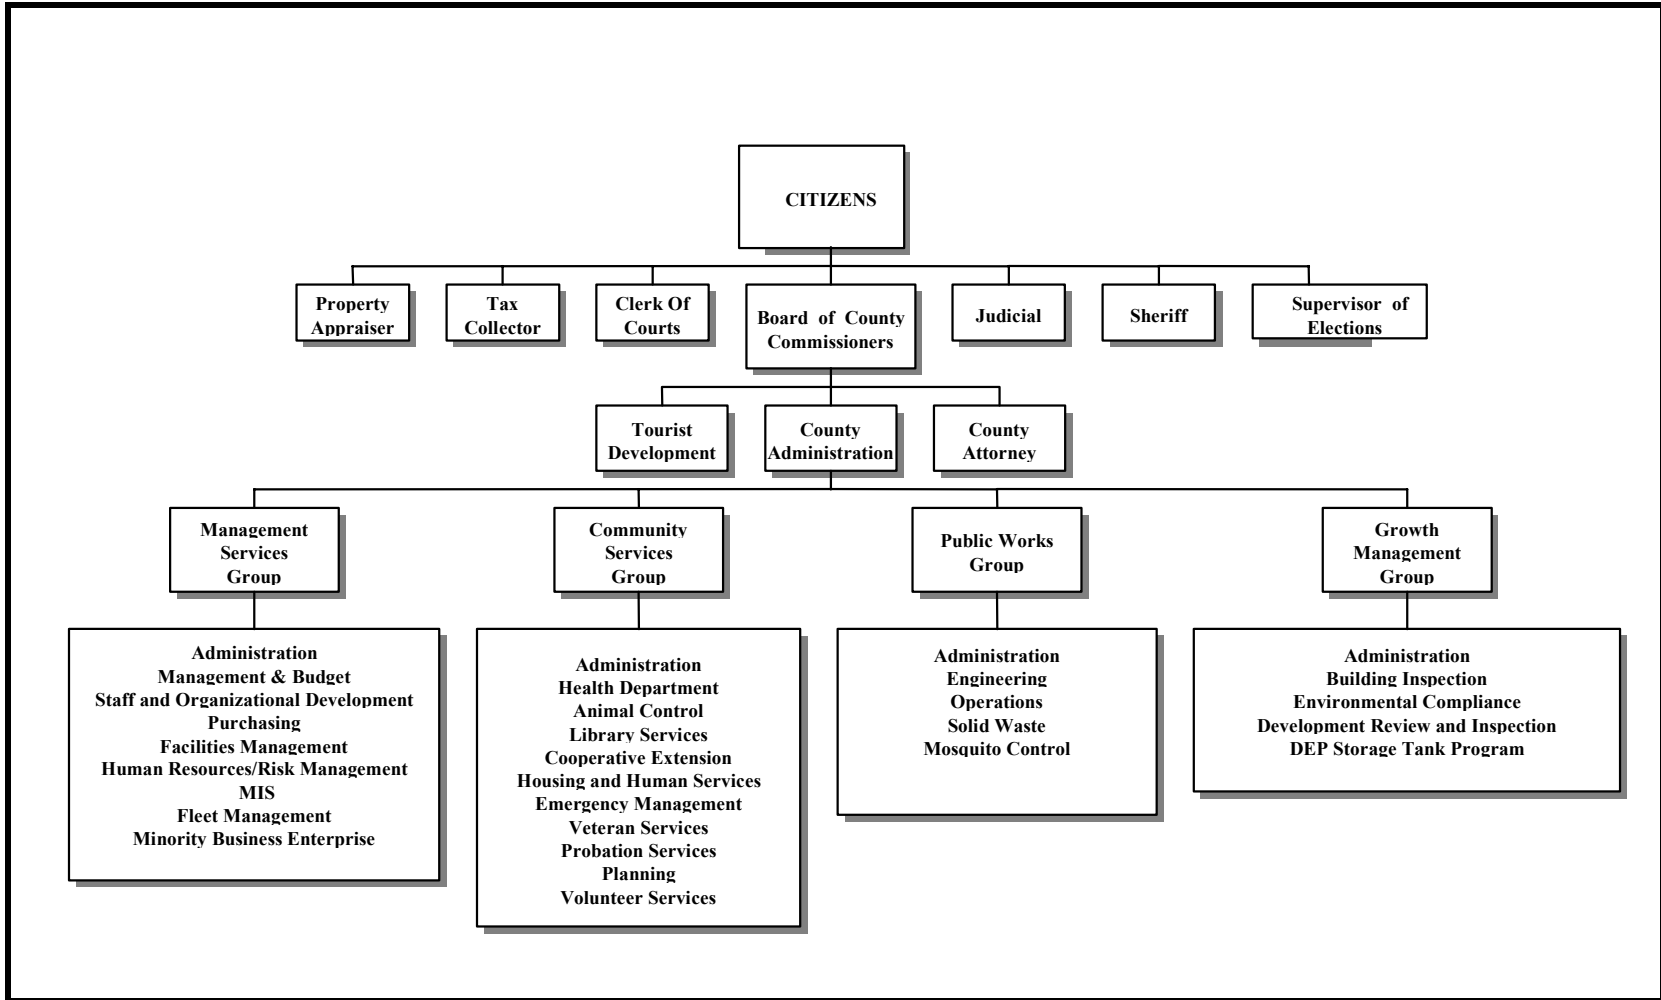 CITIZENS
Property
Appraiser
Tax
Collector
Clerk Of
Courts
Board of County
Commissioners
Judicial
Sheriff
Supervisor of
Elections
Tourist
Development
County
Administration
County
Attorney
Management
Services
Group
Community
Services
Group
Public Works
Group
Growth
Management
Group
Administration
Management & Budget
Staff and Organizational Development
Purchasing
Facilities Management
Human Resources/Risk Management
MIS
Fleet Management
Minority Business Enterprise
Administration
Health Department
Animal Control
Library Services
Cooperative Extension
Housing and Human Services
Emergency Management
Veteran Services
Probation Services
Planning
Volunteer Services
Administration
Engineering
Operations
Solid Waste
Mosquito Control
Administration
Building Inspection
Environmental Compliance
Development Review and Inspection
DEP Storage Tank Program